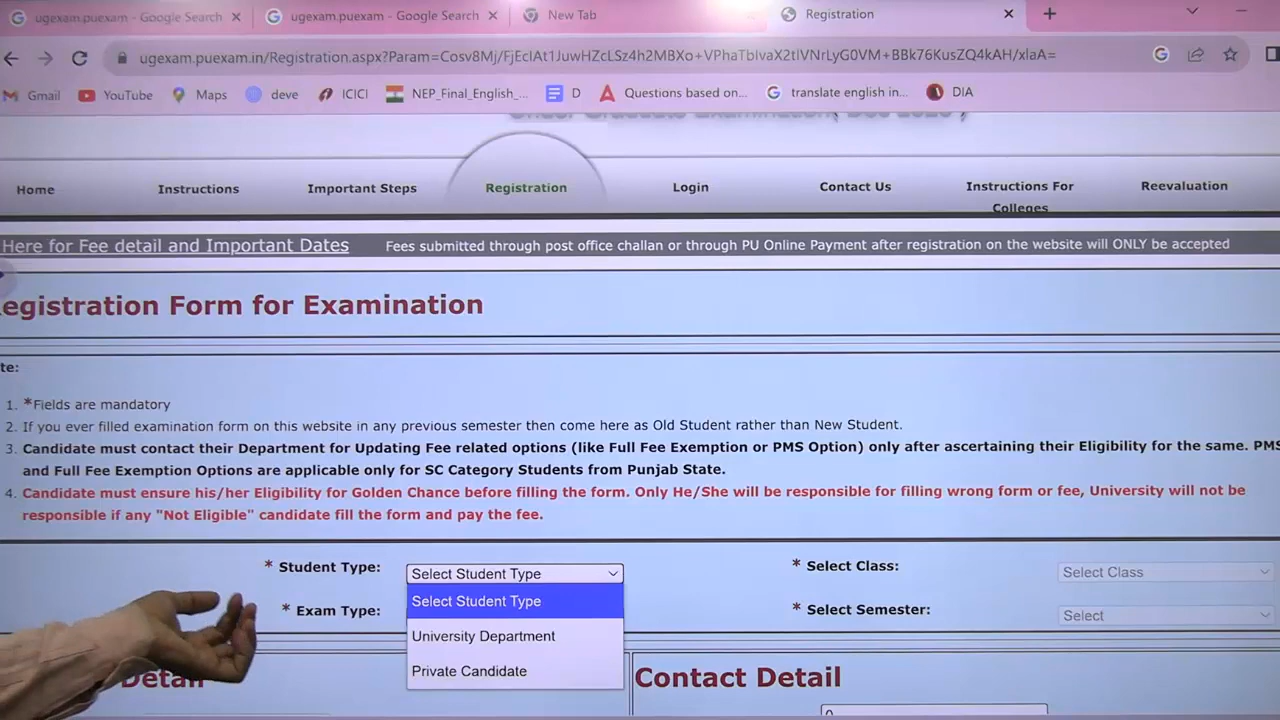 ugexam.puexam - Google Search
ugexam.puexam - Google Search
New Tab
Registration
ugexam.puexam.in/Registration.aspx?Param=Cosv8Mj/FjEcIAt1JuwHZcLSz4h2MBXo+VPhaTbIvaX2tIVNrLyG0VM+BBk76KusZQ4kAH/xlaA=
Gmail
YouTube
Maps
deve
ICICI
NEP_Final_English_...
D
Questions based on...
translate english in...
DIA
Home
Instructions
Important Steps
Registration
Login
Contact Us
Instructions For
Colleges
Reevaluation
Here for Fee detail and Important Dates
Fees submitted through post office challan or through PU Online Payment after registration on the website will ONLY be accepted
egistration Form for Examination
te:
1. *Fields are mandatory
2. If you ever filled examination form on this website in any previous semester then come here as Old Student rather than New Student.
3. Candidate must contact their Department for Updating Fee related options (like Full Fee Exemption or PMS Option) only after ascertaining their Eligibility for the same. PMS
and Full Fee Exemption Options are applicable only for SC Category Students from Punjab State.
4. Candidate must ensure his/her Eligibility for Golden Chance before filling the form. Only He/She will be responsible for filling wrong form or fee, University will not be
responsible if any "Not Eligible" candidate fill the form and pay the fee.
* Student Type:
Select Student Type
* Select Class:
Select Class
Select Student Type
* Exam Type:
* Select Semester:
Select
University Department
Private Candidate
Detail
Contact Detail